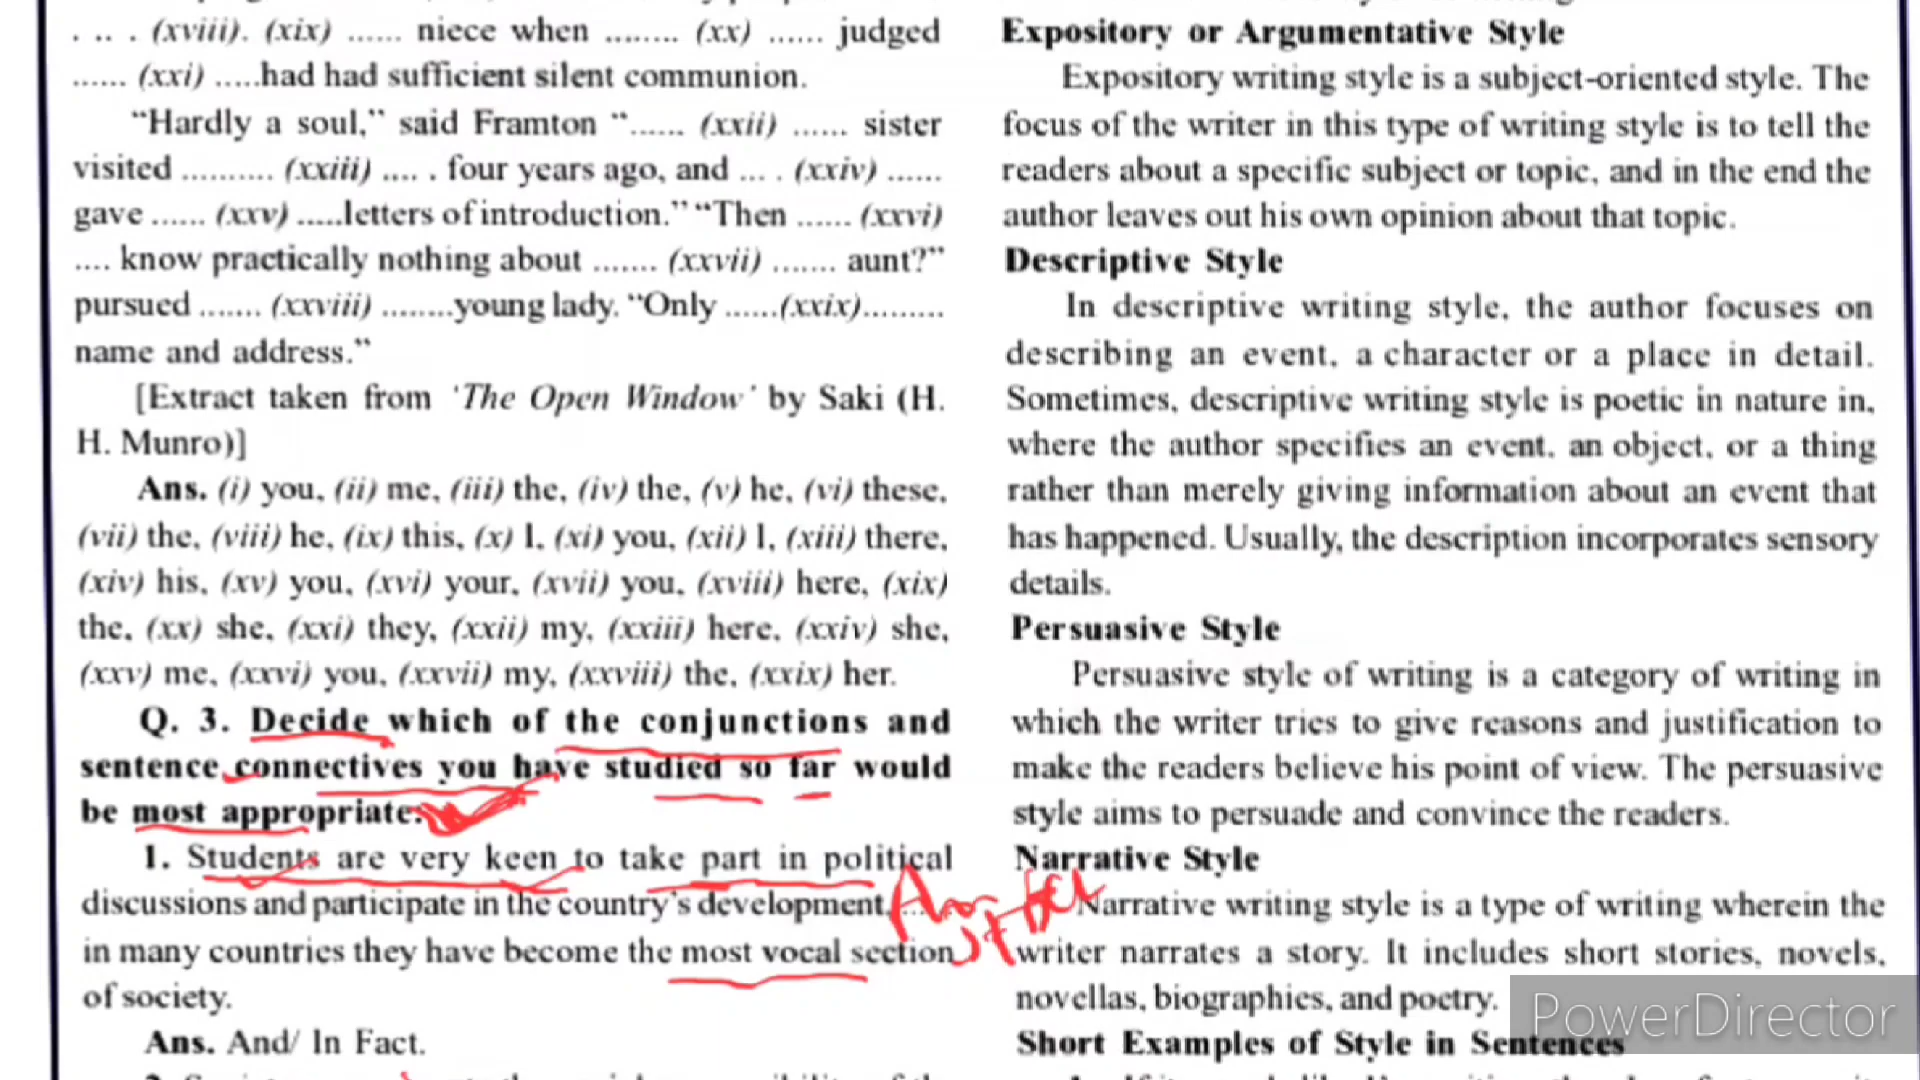 . .. . (xviii). (xix) ...... niece when ........ (xx) ...... judged
...... (xxi) .....had had sufficient silent communion.
“Hardly a soul,” said Framton “...... (xxii) ...... sister
visited .......... (xxiii) .... . four years ago, and ... . (xxiv) ......
gave ...... (xxv) .....letters of introduction.” “Then ...... (xxvi)
.... know practically nothing about ....... (xxvii) ....... aunt?”
pursued ....... (xxviii) ........young lady. “Only ......(xxix).........
name and address.”
[Extract taken from ‘The Open Window’ by Saki (H.
H. Munro)]
Ans. (i) you, (ii) me, (iii) the, (iv) the, (v) he, (vi) these,
(vii) the, (viii) he, (ix) this, (x) I, (xi) you, (xii) I, (xiii) there,
(xiv) his, (xv) you, (xvi) your, (xvii) you, (xviii) here, (xix)
the, (xx) she, (xxi) they, (xxii) my, (xxiii) here, (xxiv) she,
(xxv) me, (xxvi) you, (xxvii) my, (xxviii) the, (xxix) her.
Q. 3. Decide which of the conjunctions and
sentence connectives you have studied so far would
be most appropriate:
1. Students are very keen to take part in political
discussions and participate in the country’s development
in many countries they have become the most vocal section
of society.
Ans. And/ In Fact.
Expository or Argumentative Style
Expository writing style is a subject-oriented style. The
focus of the writer in this type of writing style is to tell the
readers about a specific subject or topic, and in the end the
author leaves out his own opinion about that topic.
Descriptive Style
In descriptive writing style, the author focuses on
describing an event, a character or a place in detail.
Sometimes, descriptive writing style is poetic in nature in,
where the author specifies an event, an object, or a thing
rather than merely giving information about an event that
has happened. Usually, the description incorporates sensory
details.
Persuasive Style
Persuasive style of writing is a category of writing in
which the writer tries to give reasons and justification to
make the readers believe his point of view. The persuasive
style aims to persuade and convince the readers.
Narrative Style
Narrative writing style is a type of writing wherein the
writer narrates a story. It includes short stories, novels,
novellas, biographies, and poetry.
Short Examples of Style in Sentences
PowerDirector